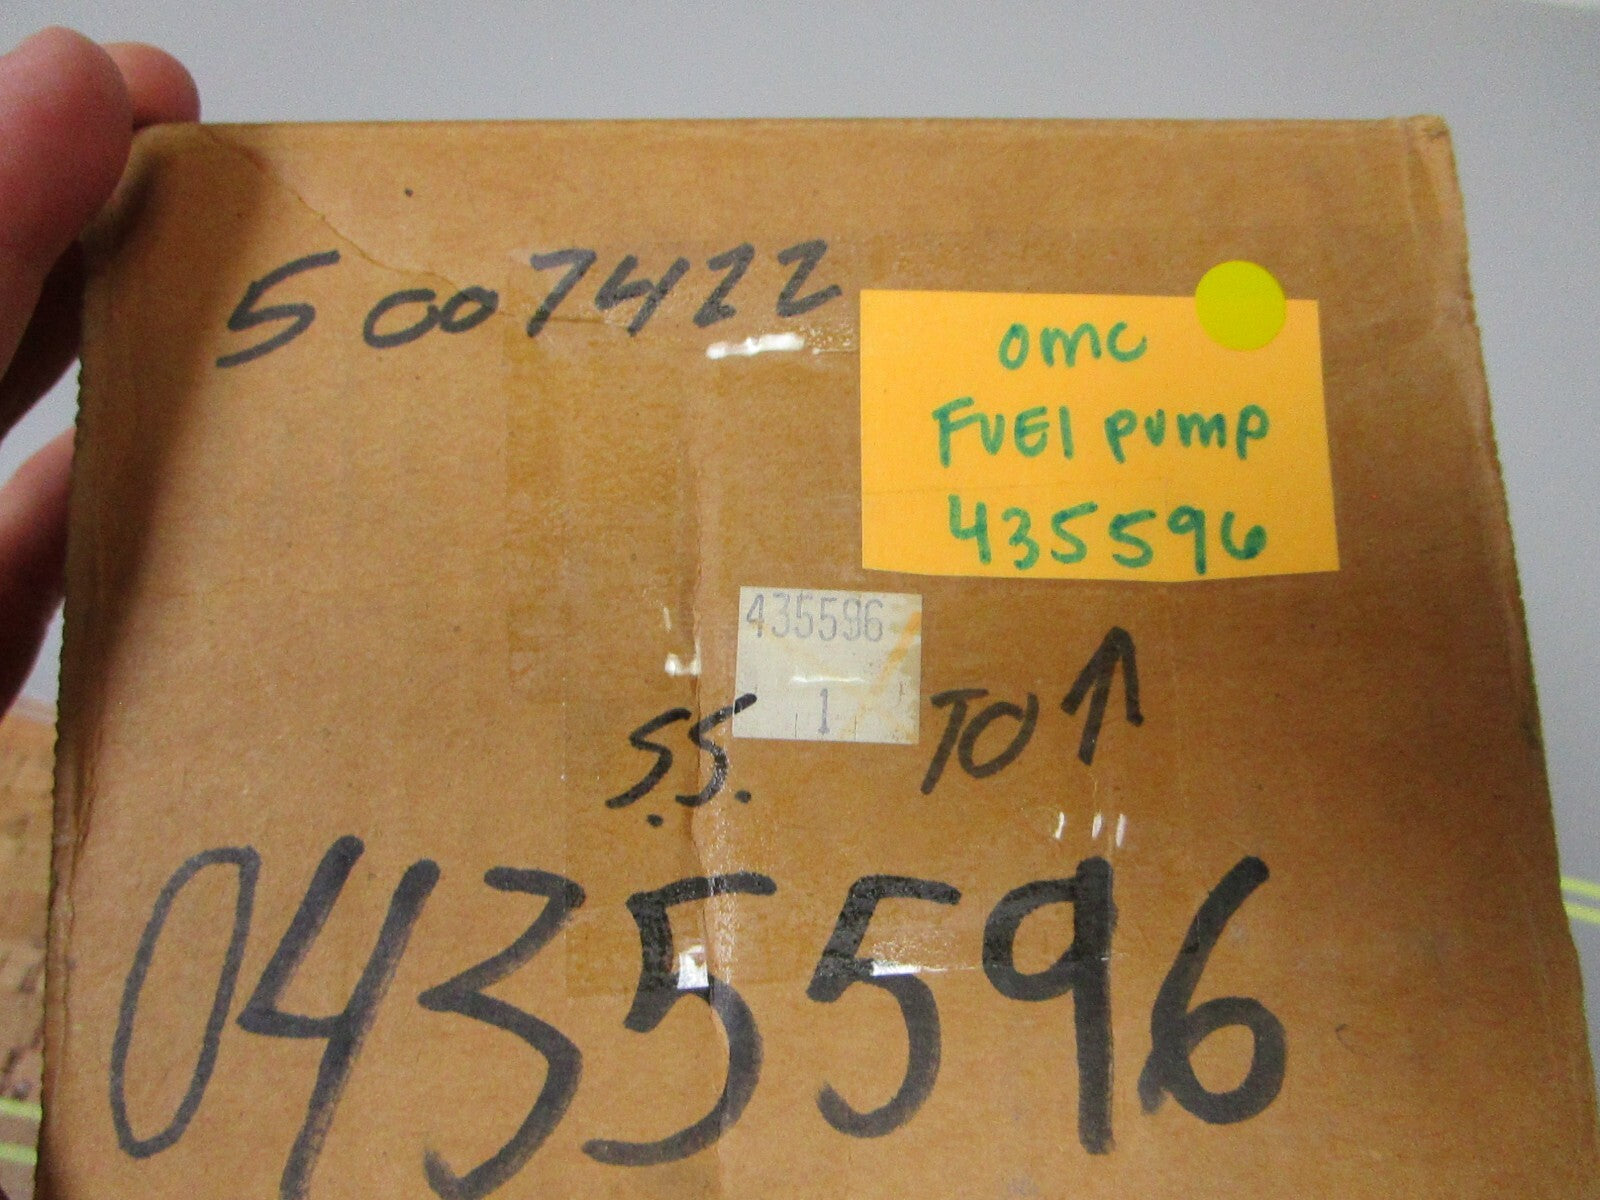 5007422
omc
FUEl pump
435596
435596
1
S.S. TO ↑
0435596